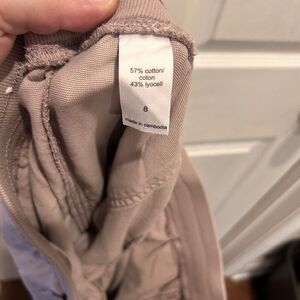 57% cotton/
coton
43% lyocell
8
made in cambodia